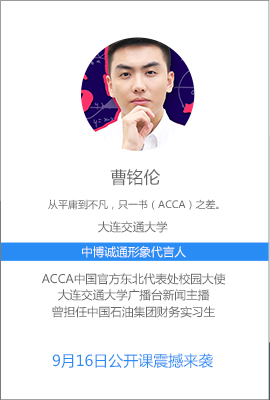 曹铭伦
从平庸到不凡，只一书（ACCA）之差。
大连交通大学
中博诚通形象代言人
ACCA中国官方东北代表处校园大使
大连交通大学广播台新闻主播
曾担任中国石油集团财务实习生
9月16日公开课震撼来袭